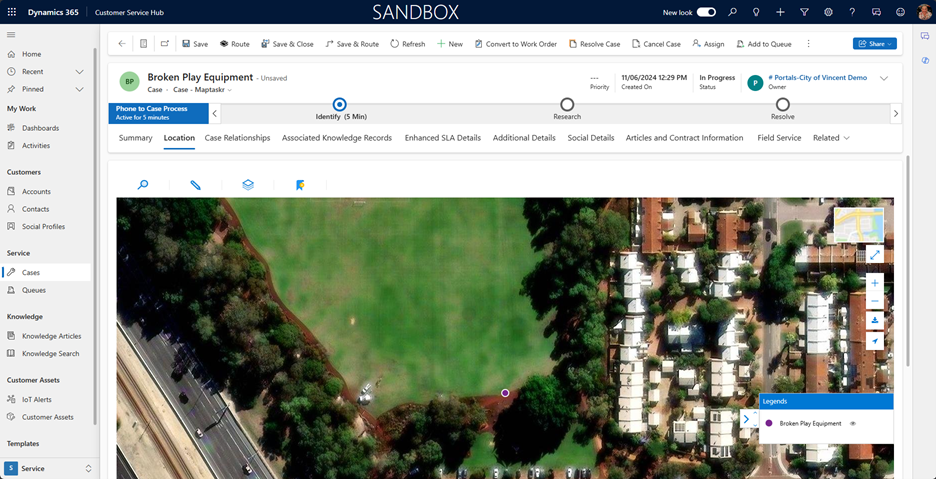 Dynamics 365
Customer Service Hub
SANDBOX
New look
Save
Route
Save & Close
Save & Route
Refresh
New
Convert to Work Order
Resolve Case
Cancel Case
Assign
Add to Queue
Share
Home
Recent
Pinned
My Work
Dashboards
Activities
Customers
Accounts
Contacts
Social Profiles
Service
Cases
Queues
Knowledge
Knowledge Articles
Knowledge Search
Customer Assets
IoT Alerts
Customer Assets
Templates
S
Service
BP
Broken Play Equipment - Unsaved
Case · Case - Maptaskr
---
Priority
11/06/2024 12:29 PM
Created On
In Progress
Status
P
# Portals-City of Vincent Demo
Owner
Phone to Case Process
Active for 5 minutes
Identify (5 Min)
Research
Resolve
Summary
Location
Case Relationships
Associated Knowledge Records
Enhanced SLA Details
Additional Details
Social Details
Articles and Contract Information
Field Service
Related
Legends
Broken Play Equipment